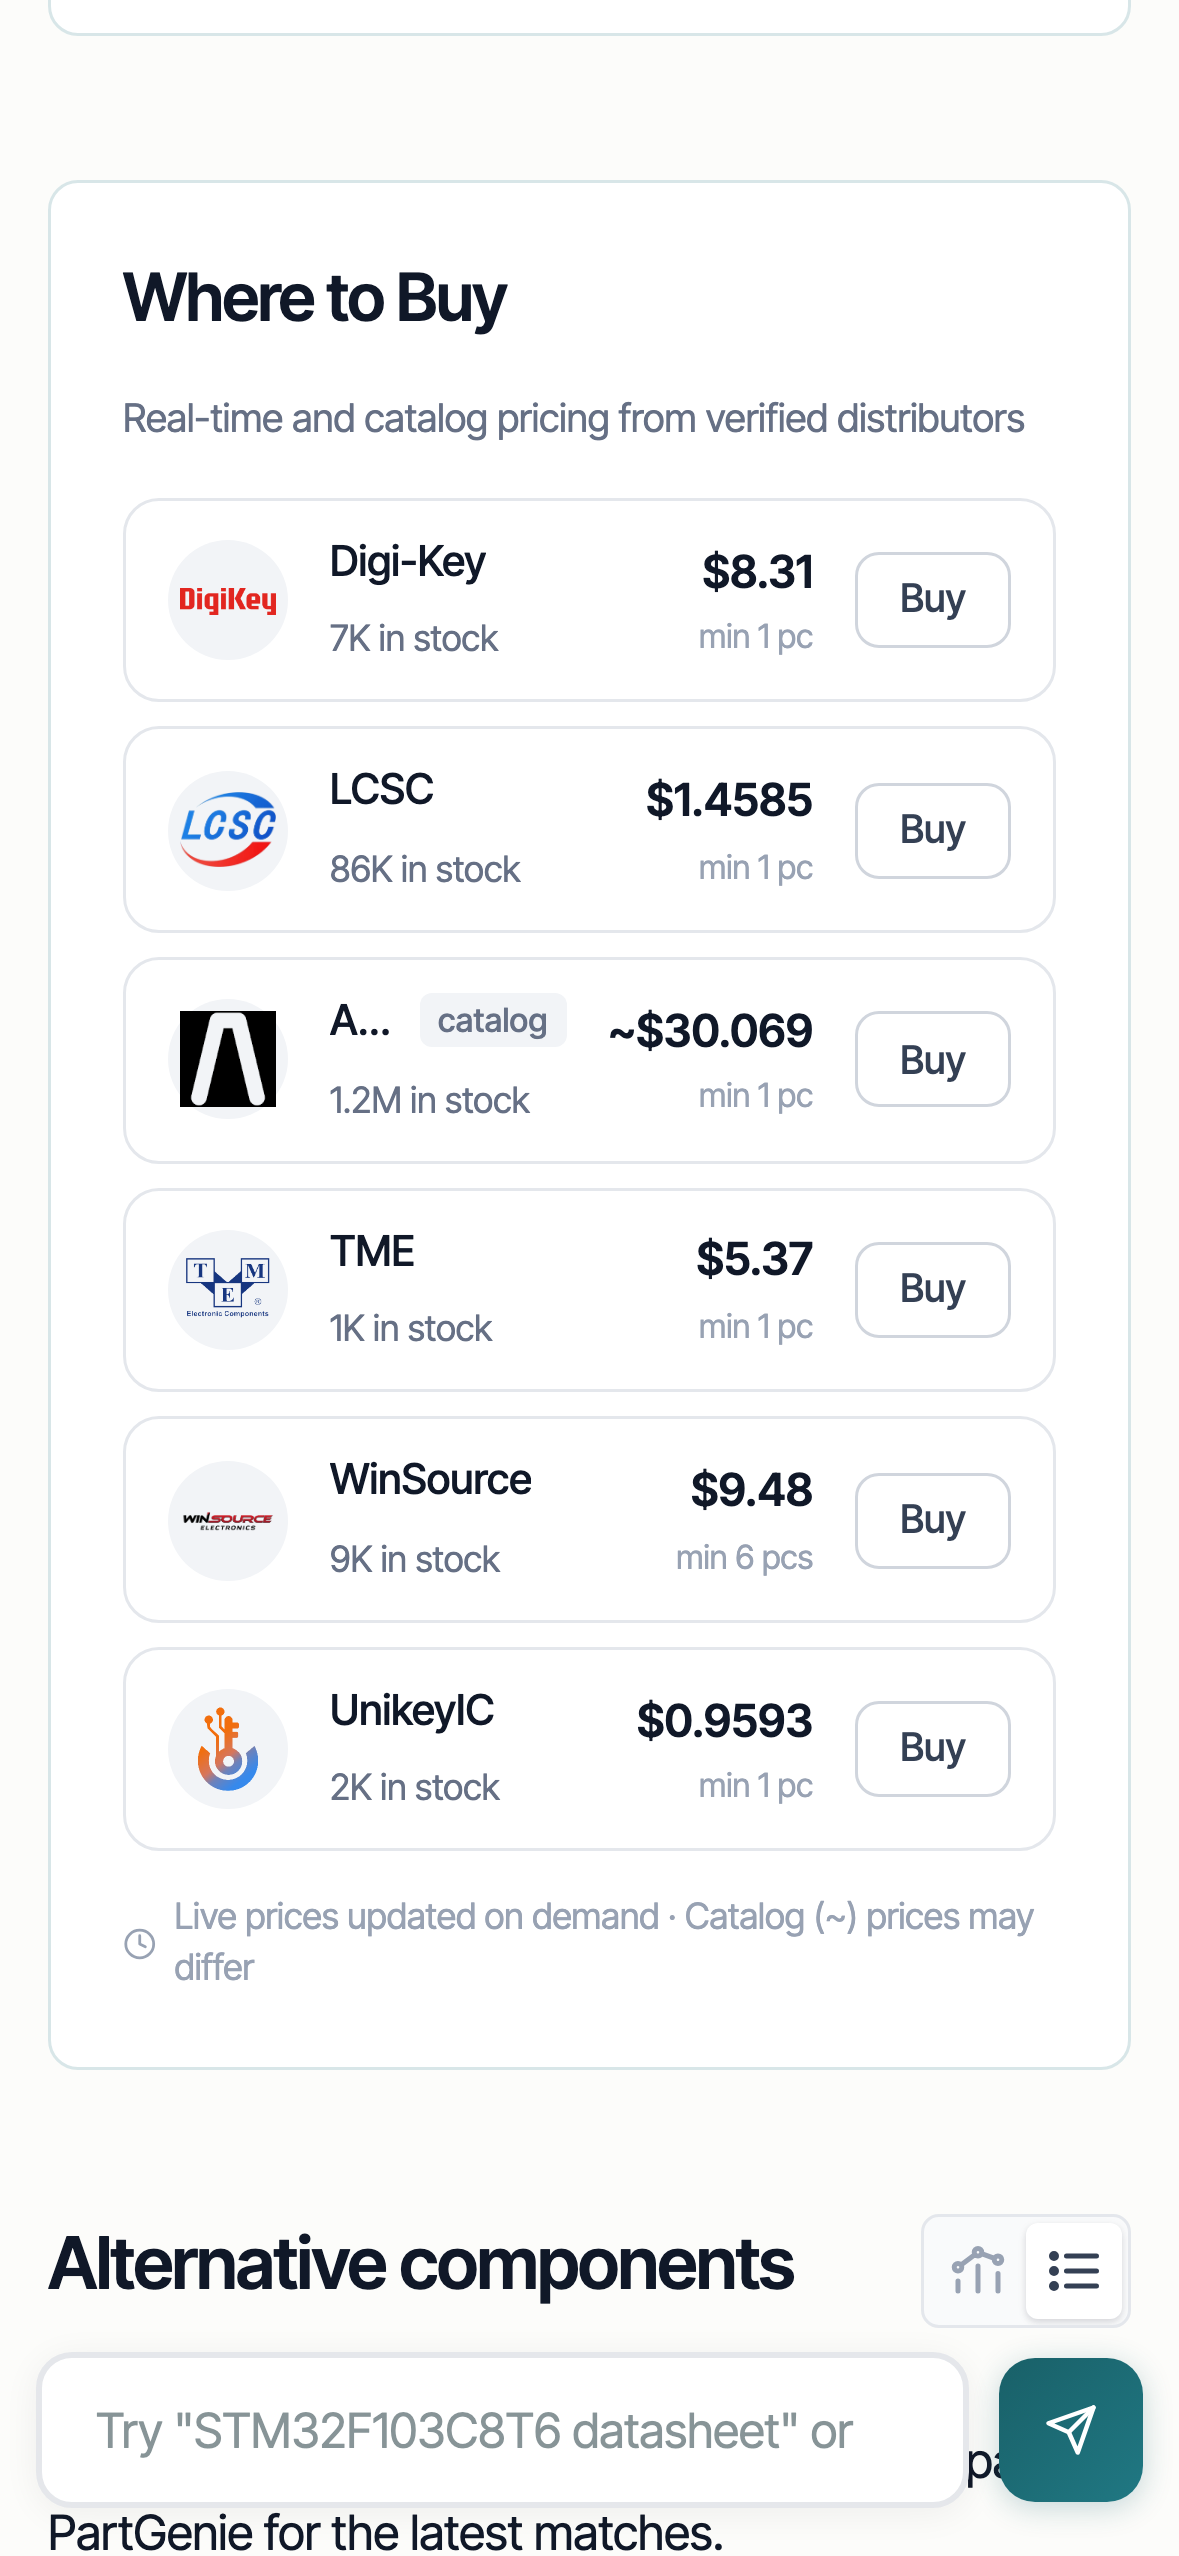 Where to Buy
Real-time and catalog pricing from verified distributors
DigiKey
Digi-Key
$8.31
7K in stock
min 1 pc
Buy
LCSC
LCSC
$1.4585
86K in stock
min 1 pc
Buy
A...
catalog
~$30.069
1.2M in stock
min 1 pc
Buy
T M E ®
Electronic Components
TME
$5.37
1K in stock
min 1 pc
Buy
WINSOURCE
ELECTRONICS
WinSource
$9.48
9K in stock
min 6 pcs
Buy
UnikeyIC
$0.9593
2K in stock
min 1 pc
Buy
Live prices updated on demand · Catalog (~) prices may
differ
Alternative components
Try "STM32F103C8T6 datasheet" or
PartGenie for the latest matches.